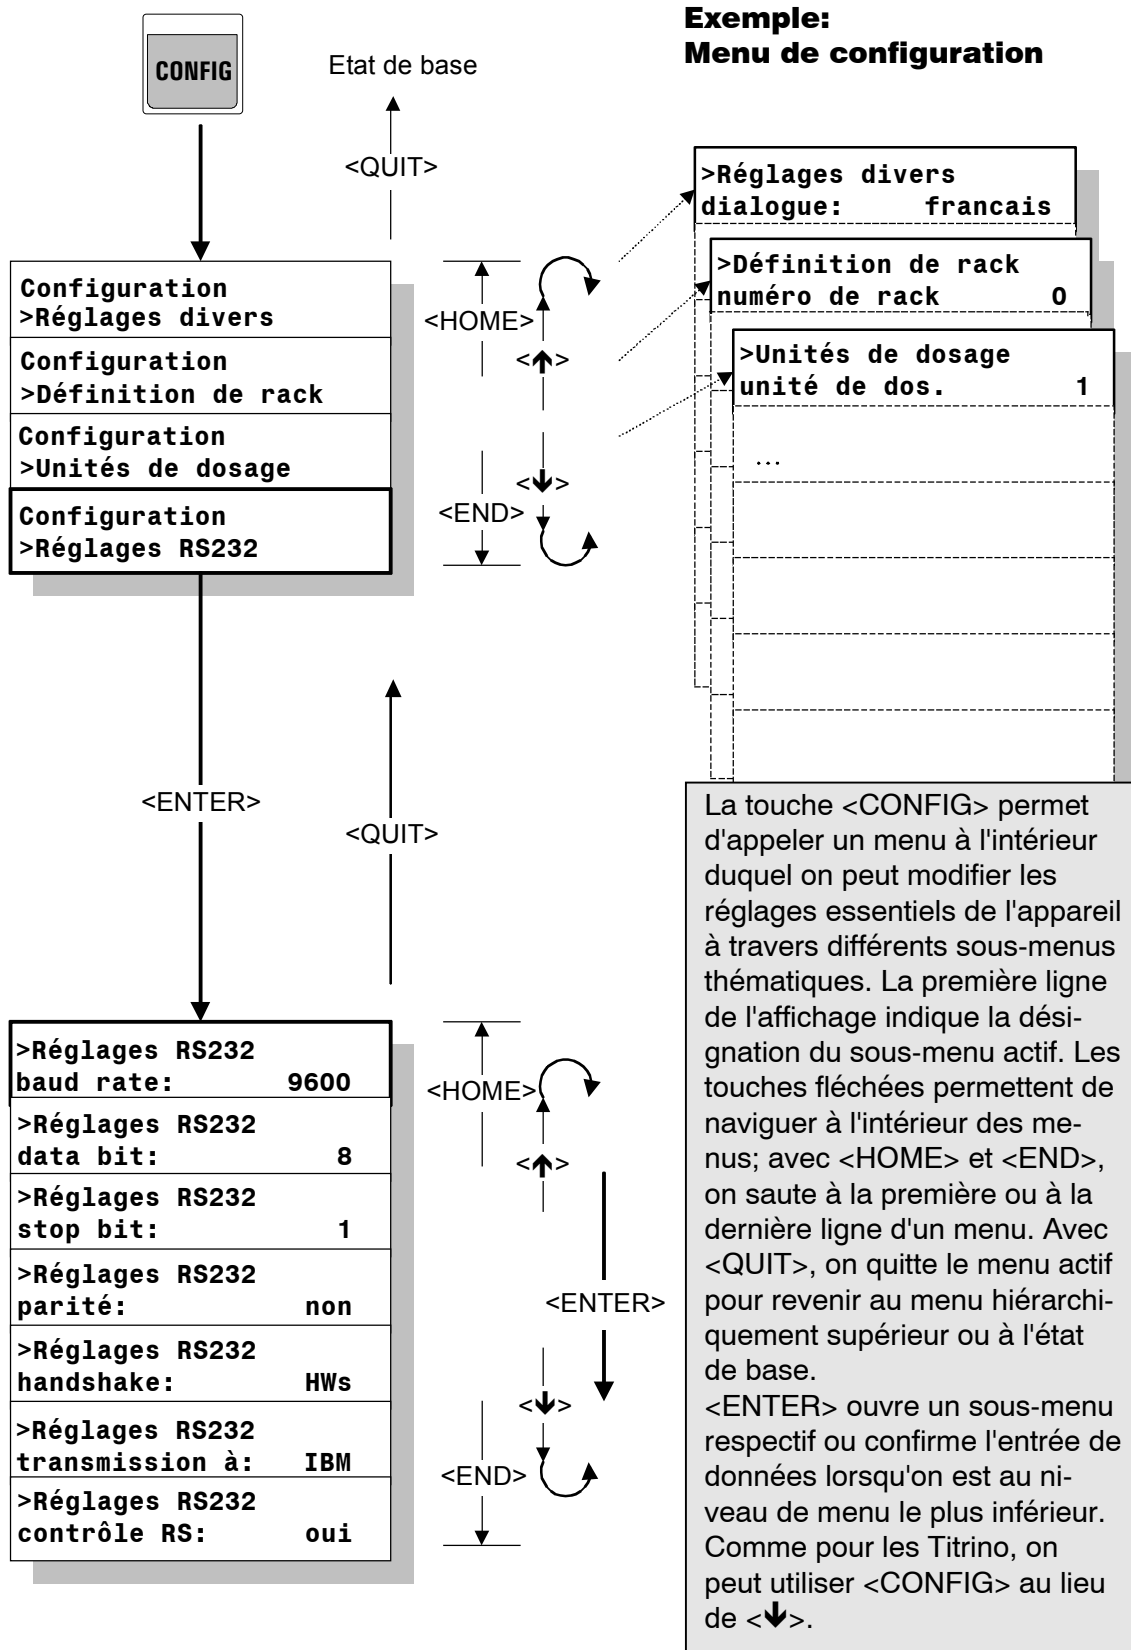 Exemple:
Menu de configuration
CONFIG
Etat de base
<QUIT>
Configuration
>Réglages divers
Configuration
>Définition de rack
Configuration
>Unités de dosage
Configuration
>Réglages RS232
<HOME>
<↑>
<↓>
<END>
>Réglages divers
dialogue: francais
>Définition de rack
numéro de rack 0
>Unités de dosage
unité de dos. 1
...
<ENTER>
<QUIT>
>Réglages RS232
baud rate: 9600
>Réglages RS232
data bit: 8
>Réglages RS232
stop bit: 1
>Réglages RS232
parité: non
>Réglages RS232
handshake: HWs
>Réglages RS232
transmission à: IBM
>Réglages RS232
contrôle RS: oui
<HOME>
<↑>
<ENTER>
<↓>
<END>
La touche <CONFIG> permet
d'appeler un menu à l'intérieur
duquel on peut modifier les
réglages essentiels de l'appareil
à travers différents sous-menus
thématiques. La première ligne
de l'affichage indique la dési-
gnation du sous-menu actif. Les
touches fléchées permettent de
naviguer à l'intérieur des me-
nus; avec <HOME> et <END>,
on saute à la première ou à la
dernière ligne d'un menu. Avec
<QUIT>, on quitte le menu actif
pour revenir au menu hiérarchi-
quement supérieur ou à l'état
de base.
<ENTER> ouvre un sous-menu
respectif ou confirme l'entrée de
données lorsqu'on est au ni-
veau de menu le plus inférieur.
Comme pour les Titrino, on
peut utiliser <CONFIG> au lieu
de <↓>.